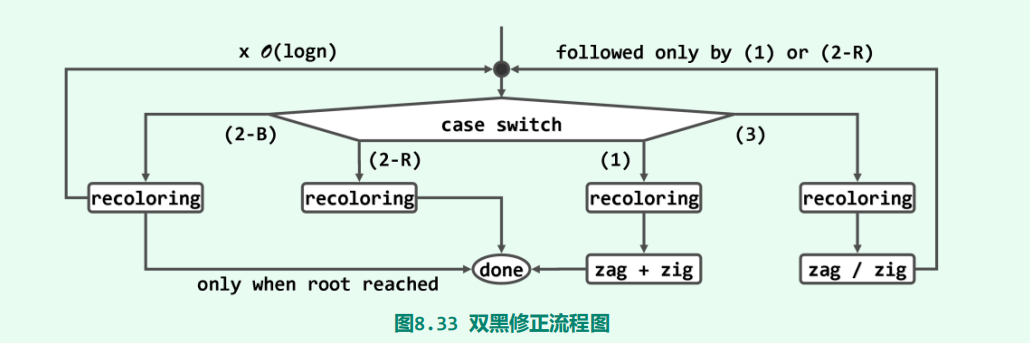 x O(logn)
followed only by (1) or (2-R)
case switch
(2-B)
(2-R)
(1)
(3)
recoloring
recoloring
recoloring
recoloring
done
zag + zig
zag / zig
only when root reached
图8.33 双黑修正流程图